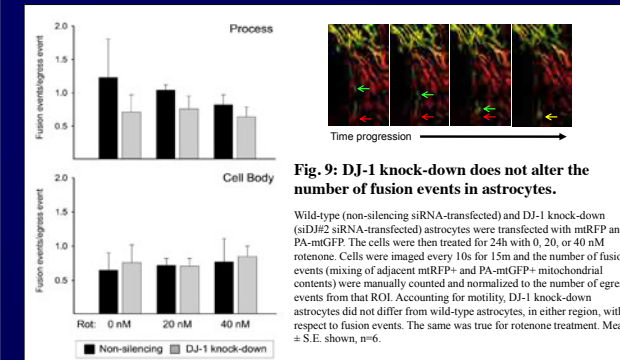 Process
2.0
1.5
1.0
0.5
Fusion events/egress event
Cell Body
2.0
1.5
1.0
0.5
Fusion events/egress event
Rot: 0 nM 20 nM 40 nM
Non-silencing DJ-1 knock-down
Time progression
Fig. 9: DJ-1 knock-down does not alter the
number of fusion events in astrocytes.
Wild-type (non-silencing siRNA-transfected) and DJ-1 knock-down
(siDJ#2 siRNA-transfected) astrocytes were transfected with mtRFP an
PA-mtGFP. The cells were then treated for 24h with 0, 20, or 40 nM
rotenone. Cells were imaged every 10s for 15m and the number of fusio
events (mixing of adjacent mtRFP+ and PA-mtGFP+ mitochondrial
contents) were manually counted and normalized to the number of egre
events from that ROI. Accounting for motility, DJ-1 knock-down
astrocytes did not differ from wild-type astrocytes, in either region, wit
respect to fusion events. The same was true for rotenone treatment. Mea
± S.E. shown, n=6.